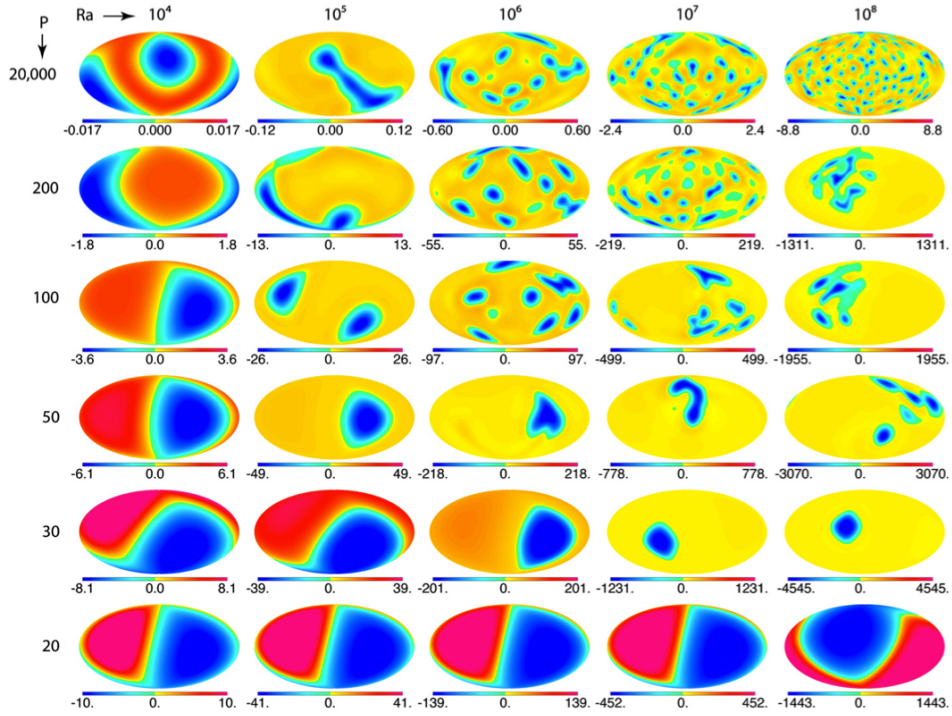 P Ra → 10⁴ 10⁵ 10⁶ 10⁷ 10⁸
↓
20,000
-0.017 0.000 0.017 -0.12 0.00 0.12 -0.60 0.00 0.60 -2.4 0.0 2.4 -8.8 0.0 8.8
200
-1.8 0.0 1.8 -13. 0. 13. -55. 0. 55. -219. 0. 219. -1311. 0. 1311.
100
-3.6 0.0 3.6 -26. 0. 26. -97. 0. 97. -499. 0. 499. -1955. 0. 1955.
50
-6.1 0.0 6.1 -49. 0. 49. -218. 0. 218. -778. 0. 778. -3070. 0. 3070.
30
-8.1 0.0 8.1 -39. 0. 39. -201. 0. 201. -1231. 0. 1231. -4545. 0. 4545.
20
-10. 0. 10. -41. 0. 41. -139. 0. 139. -452. 0. 452. -1443. 0. 1443.